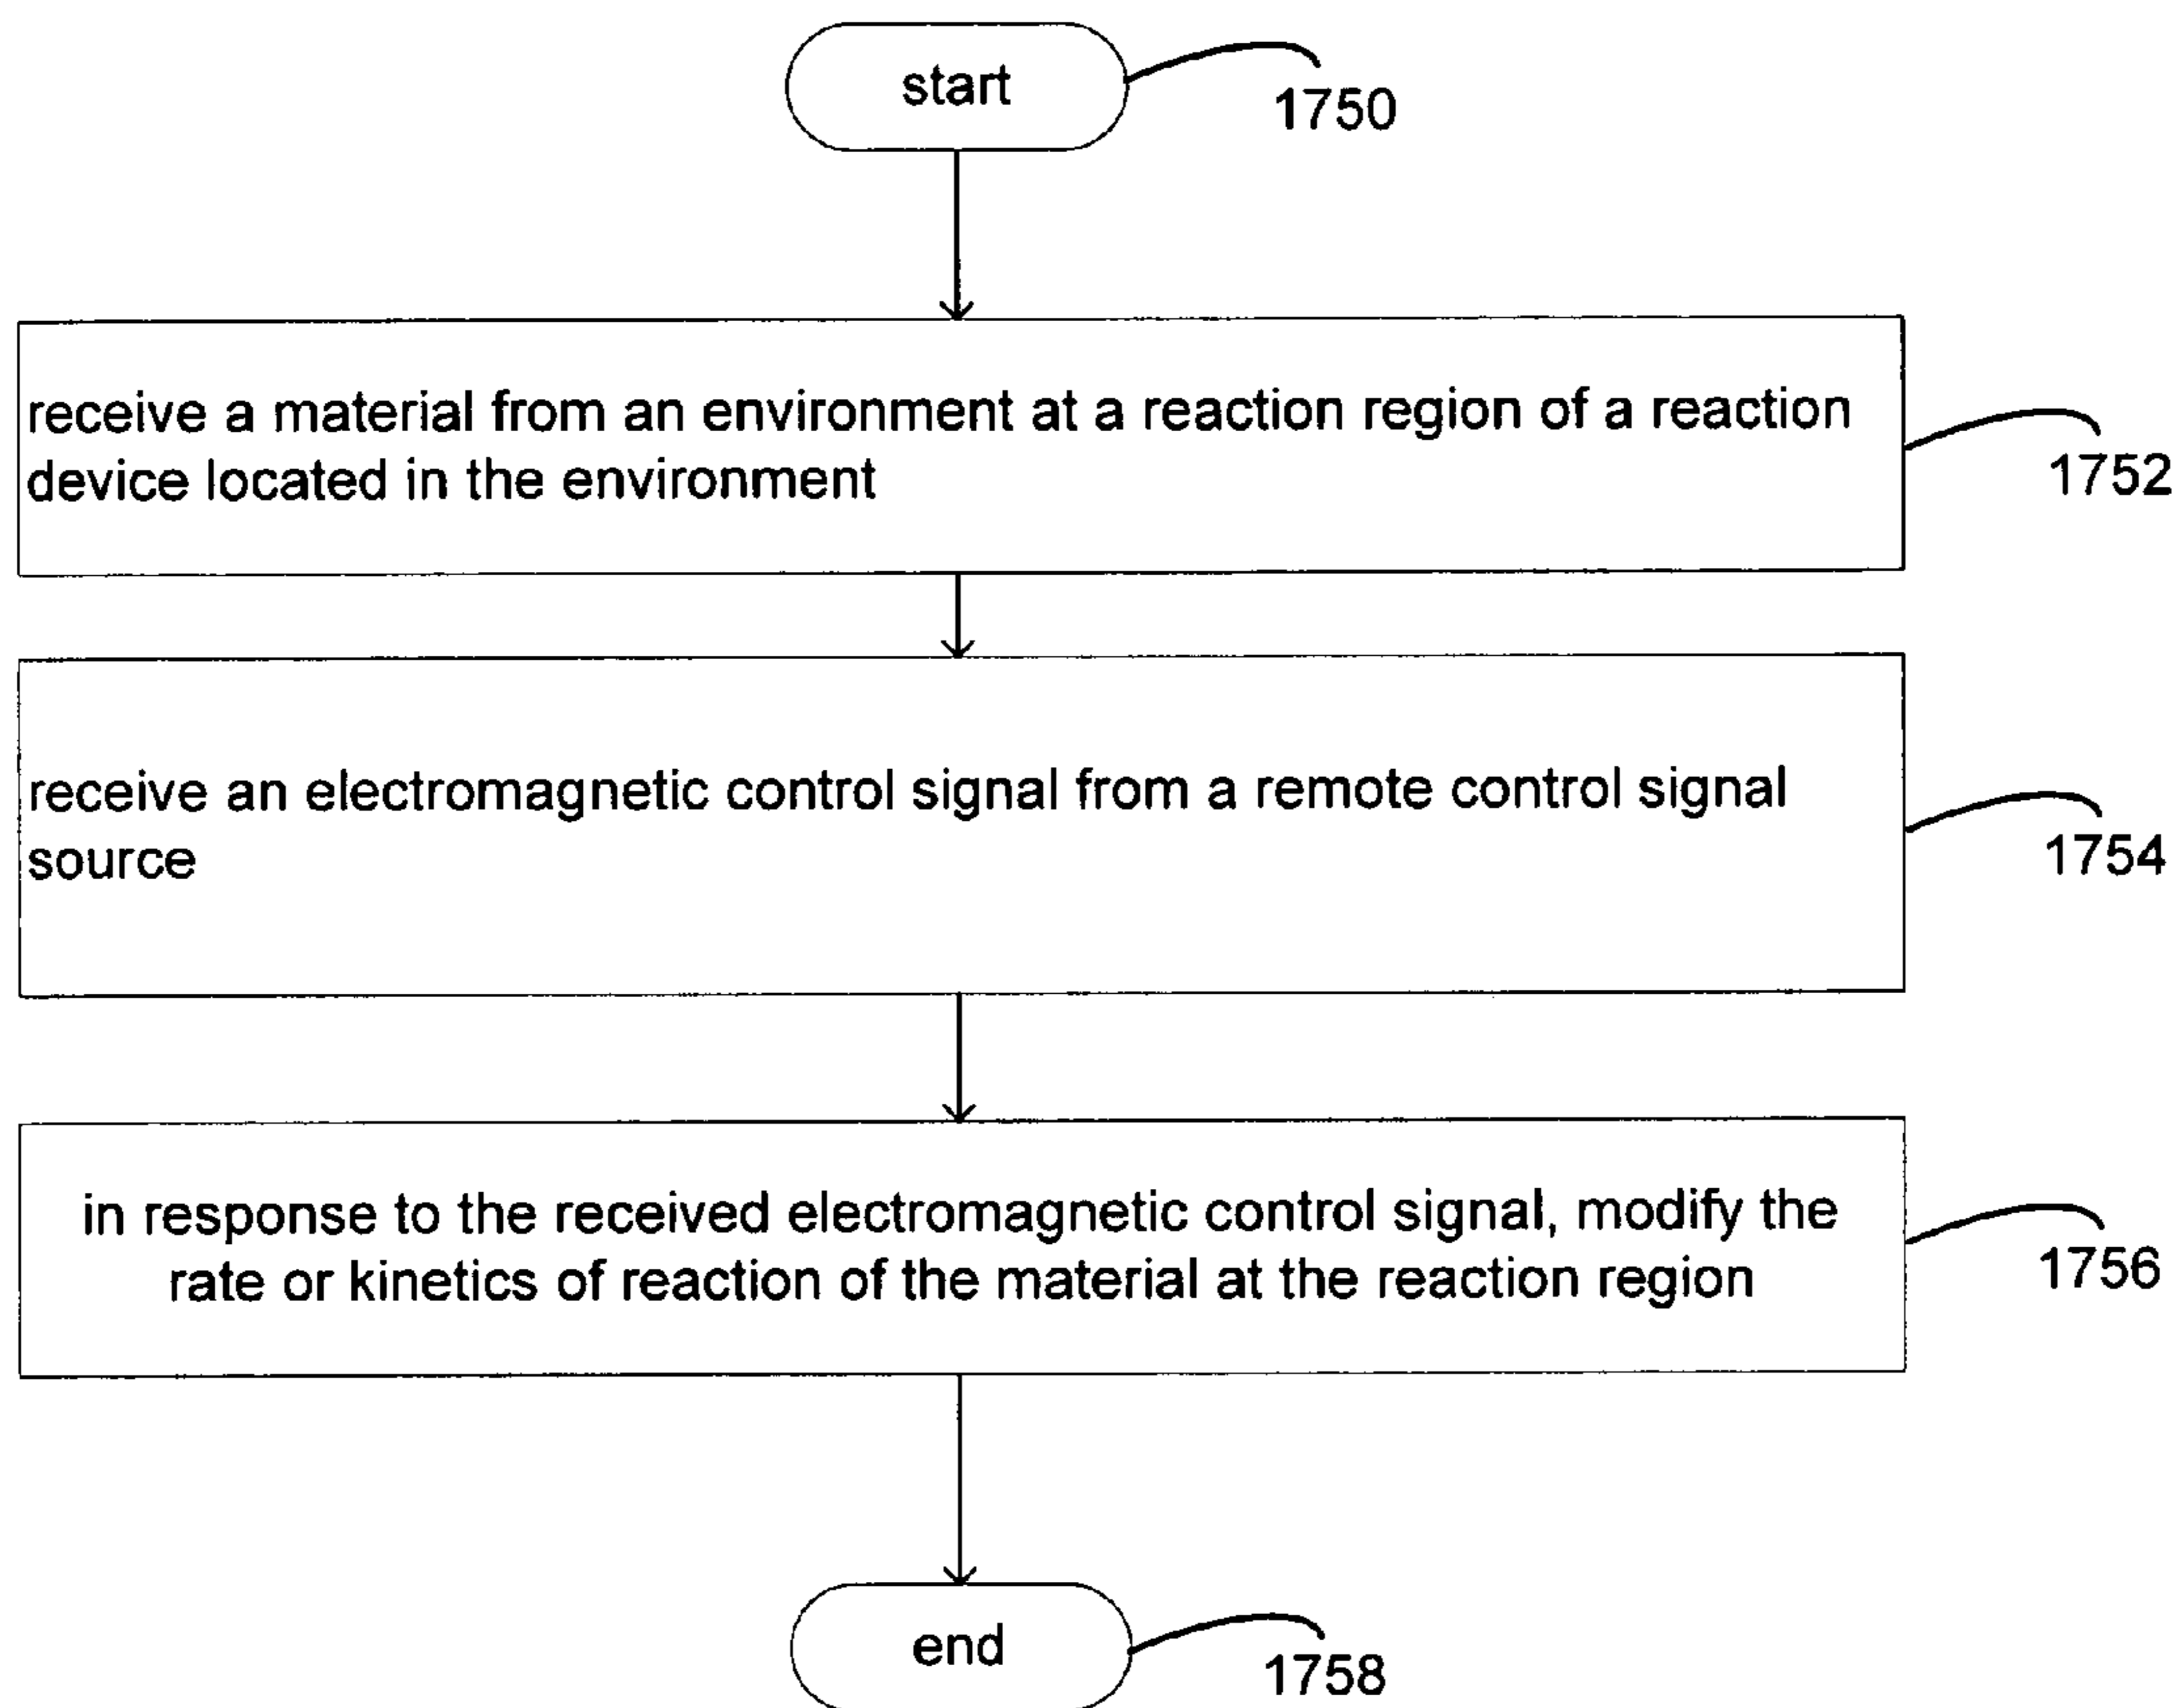 start
1750
receive a material from an environment at a reaction region of a reaction
device located in the environment
1752
receive an electromagnetic control signal from a remote control signal
source
1754
in response to the received electromagnetic control signal, modify the
rate or kinetics of reaction of the material at the reaction region
1756
end
1758